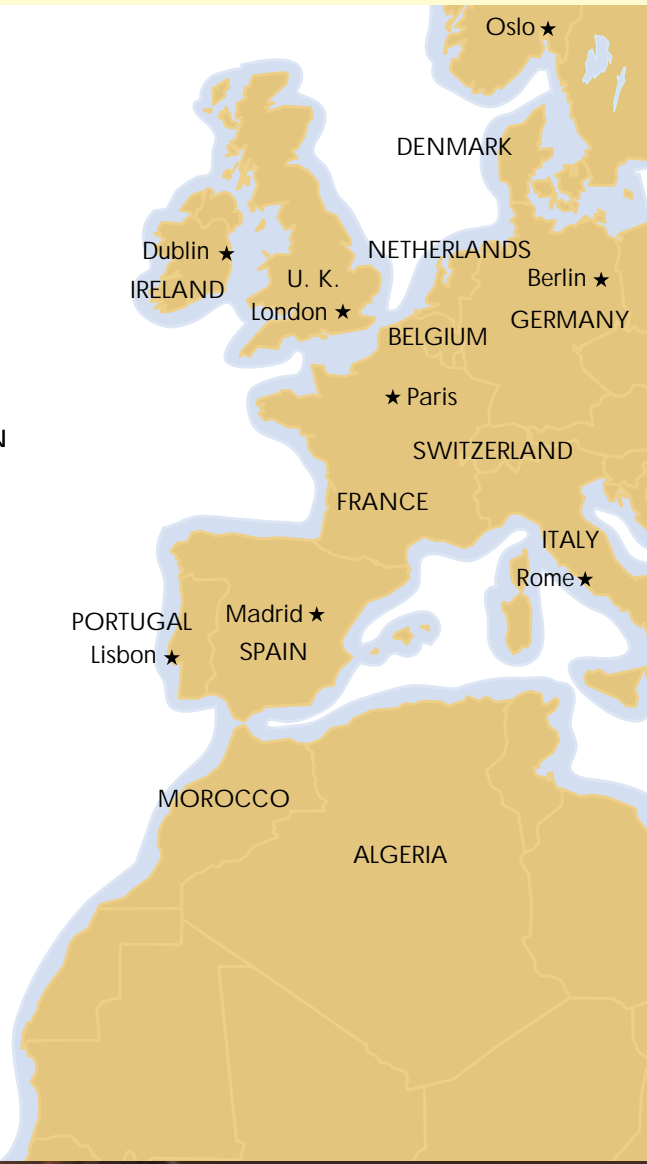 Oslo
DENMARK
NETHERLANDS
Dublin
IRELAND
U. K.
London
Berlin
GERMANY
BELGIUM
Paris
N
SWITZERLAND
FRANCE
ITALY
Rome
Madrid
PORTUGAL
Lisbon
SPAIN
MOROCCO
ALGERIA